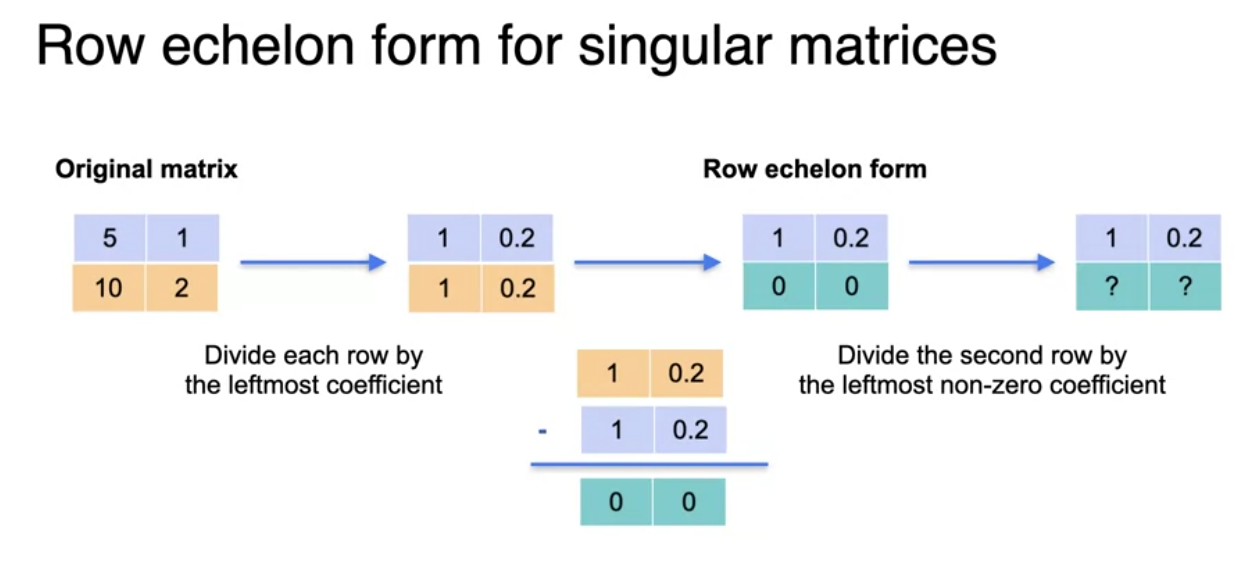 Row echelon form for singular matrices
Original matrix
Row echelon form
5 1
10 2
1 0.2
1 0.2
1 0.2
0 0
1 0.2
? ?
Divide each row by
the leftmost coefficient
1 0.2
- 1 0.2
0 0
Divide the second row by
the leftmost non-zero coefficient